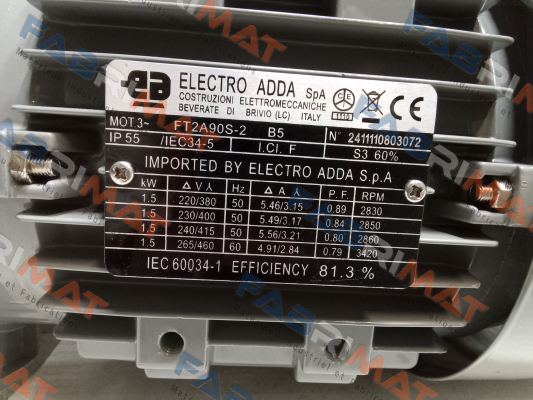 ELECTRO ADDA SpA
COSTRUZIONI ELETTROMECCANICHE
BEVERATE DI BRIVIO (LC) ITALY
MOT 3~ FT2A90S-2 B5 N° 2411110803072
IP 55 /IEC34-5 I.Cl. F S3 60%
IMPORTED BY ELECTRO ADDA S.p.A
kW Δ V Y Hz Δ A Y P.F. RPM
1.5 220/380 50 5.46/3.15 0.89 2830
1.5 230/400 50 5.49/3.17 0.84 2850
1.5 240/415 50 5.56/3.21 0.80 2860
1.5 265/460 60 4.91/2.84 0.79 3420
IEC 60034-1 EFFICIENCY 81.3 %
FABRIMAT